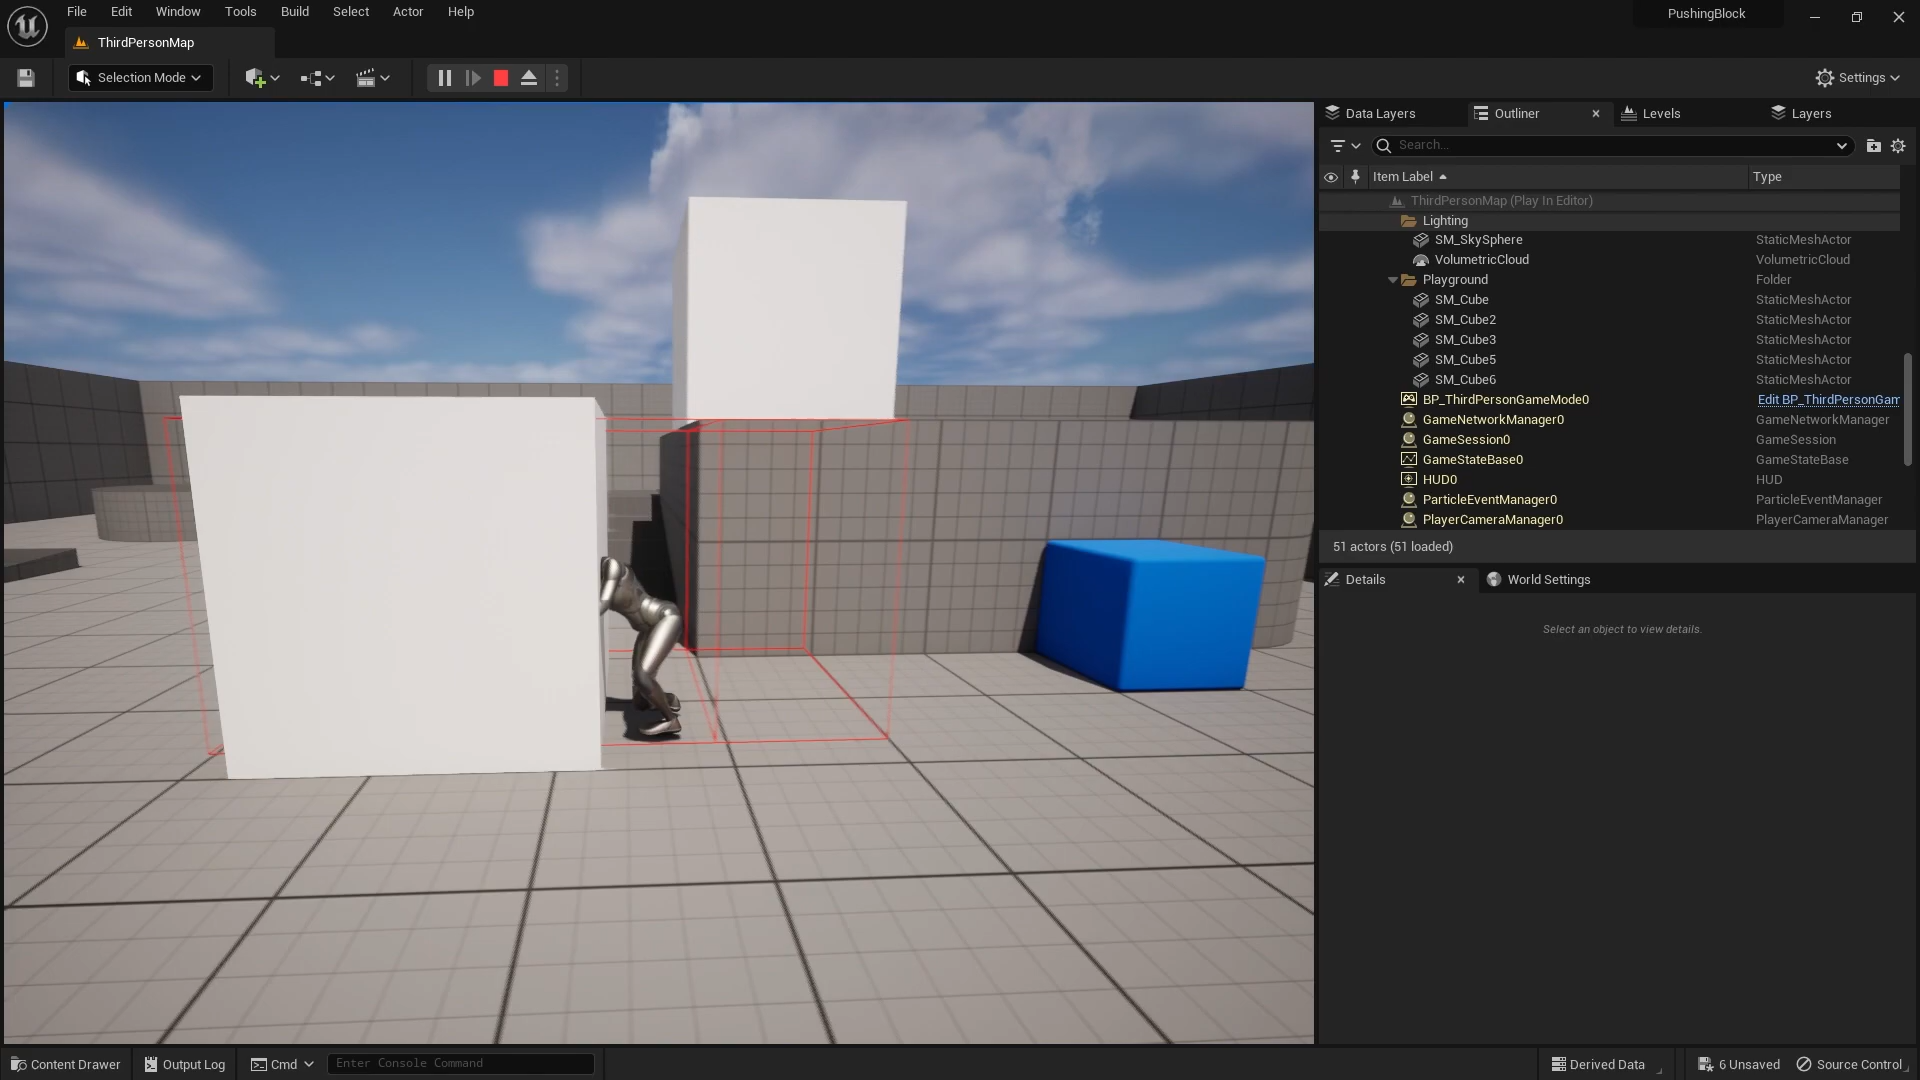 File Edit Window Tools Build Select Actor Help
PushingBlock
ThirdPersonMap
Selection Mode
Settings
Data Layers
Outliner
Levels
Layers
Search...
Item Label
Type
ThirdPersonMap (Play In Editor)
Lighting
SM_SkySphere StaticMeshActor
VolumetricCloud VolumetricCloud
Playground Folder
SM_Cube StaticMeshActor
SM_Cube2 StaticMeshActor
SM_Cube3 StaticMeshActor
SM_Cube5 StaticMeshActor
SM_Cube6 StaticMeshActor
BP_ThirdPersonGameMode0 Edit BP_ThirdPersonGam
GameNetworkManager0 GameNetworkManager
GameSession0 GameSession
GameStateBase0 GameStateBase
HUD0 HUD
ParticleEventManager0 ParticleEventManager
PlayerCameraManager0 PlayerCameraManager
51 actors (51 loaded)
Details
World Settings
Select an object to view details.
Content Drawer
Output Log
Cmd
Enter Console Command
Derived Data
6 Unsaved
Source Control